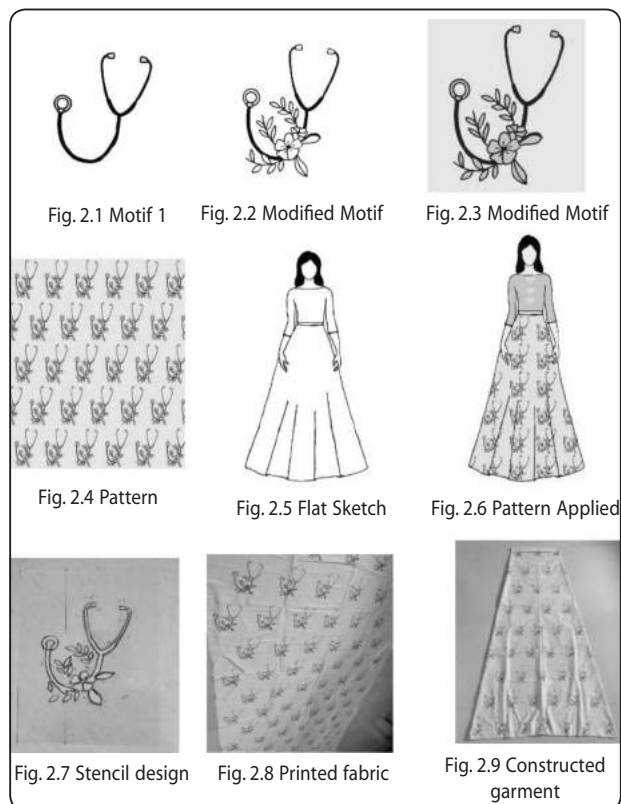 Fig. 2.1 Motif 1
Fig. 2.2 Modified Motif
Fig. 2.3 Modified Motif
Fig. 2.4 Pattern
Fig. 2.5 Flat Sketch
Fig. 2.6 Pattern Applied
Fig. 2.7 Stencil design
Fig. 2.8 Printed fabric
Fig. 2.9 Constructed
garment